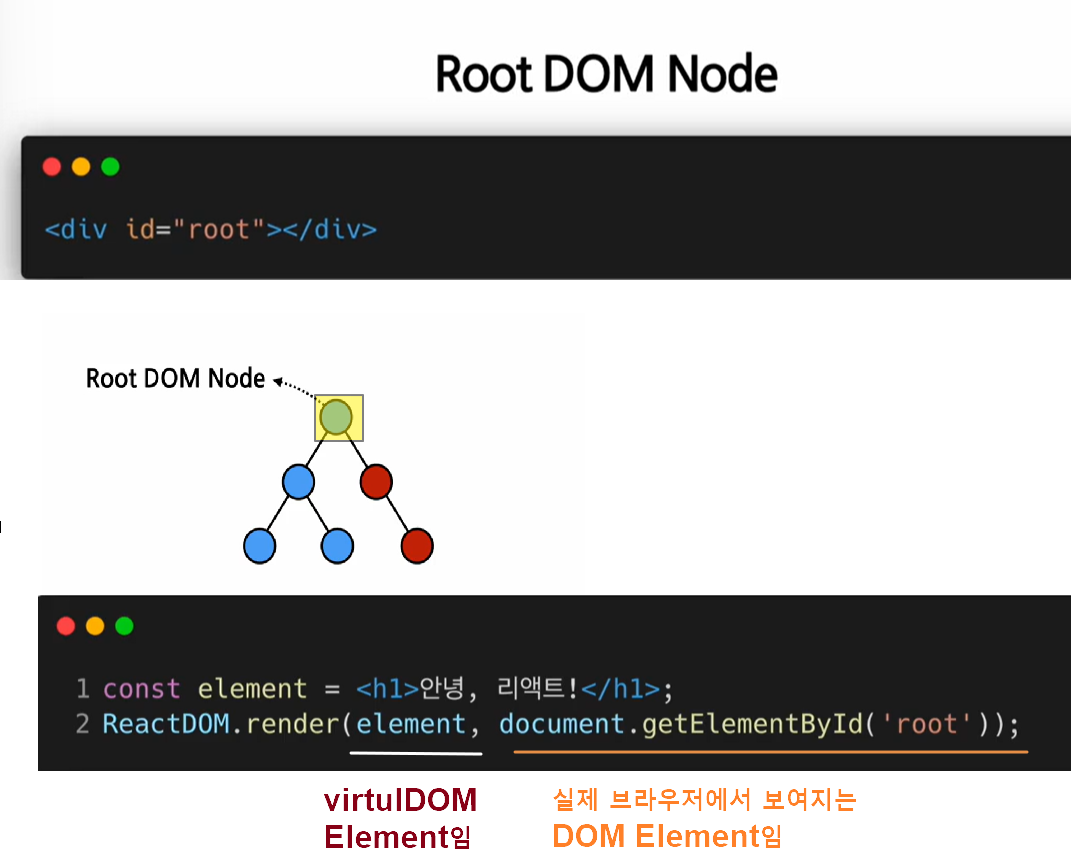 Root DOM Node
<div id="root"></div>
Root DOM Node
1 const element = <h1>안녕, 리액트!</h1>;
2 ReactDOM.render(element, document.getElementById('root'));
virtulDOM
Element임
실제 브라우저에서 보여지는
DOM Element임